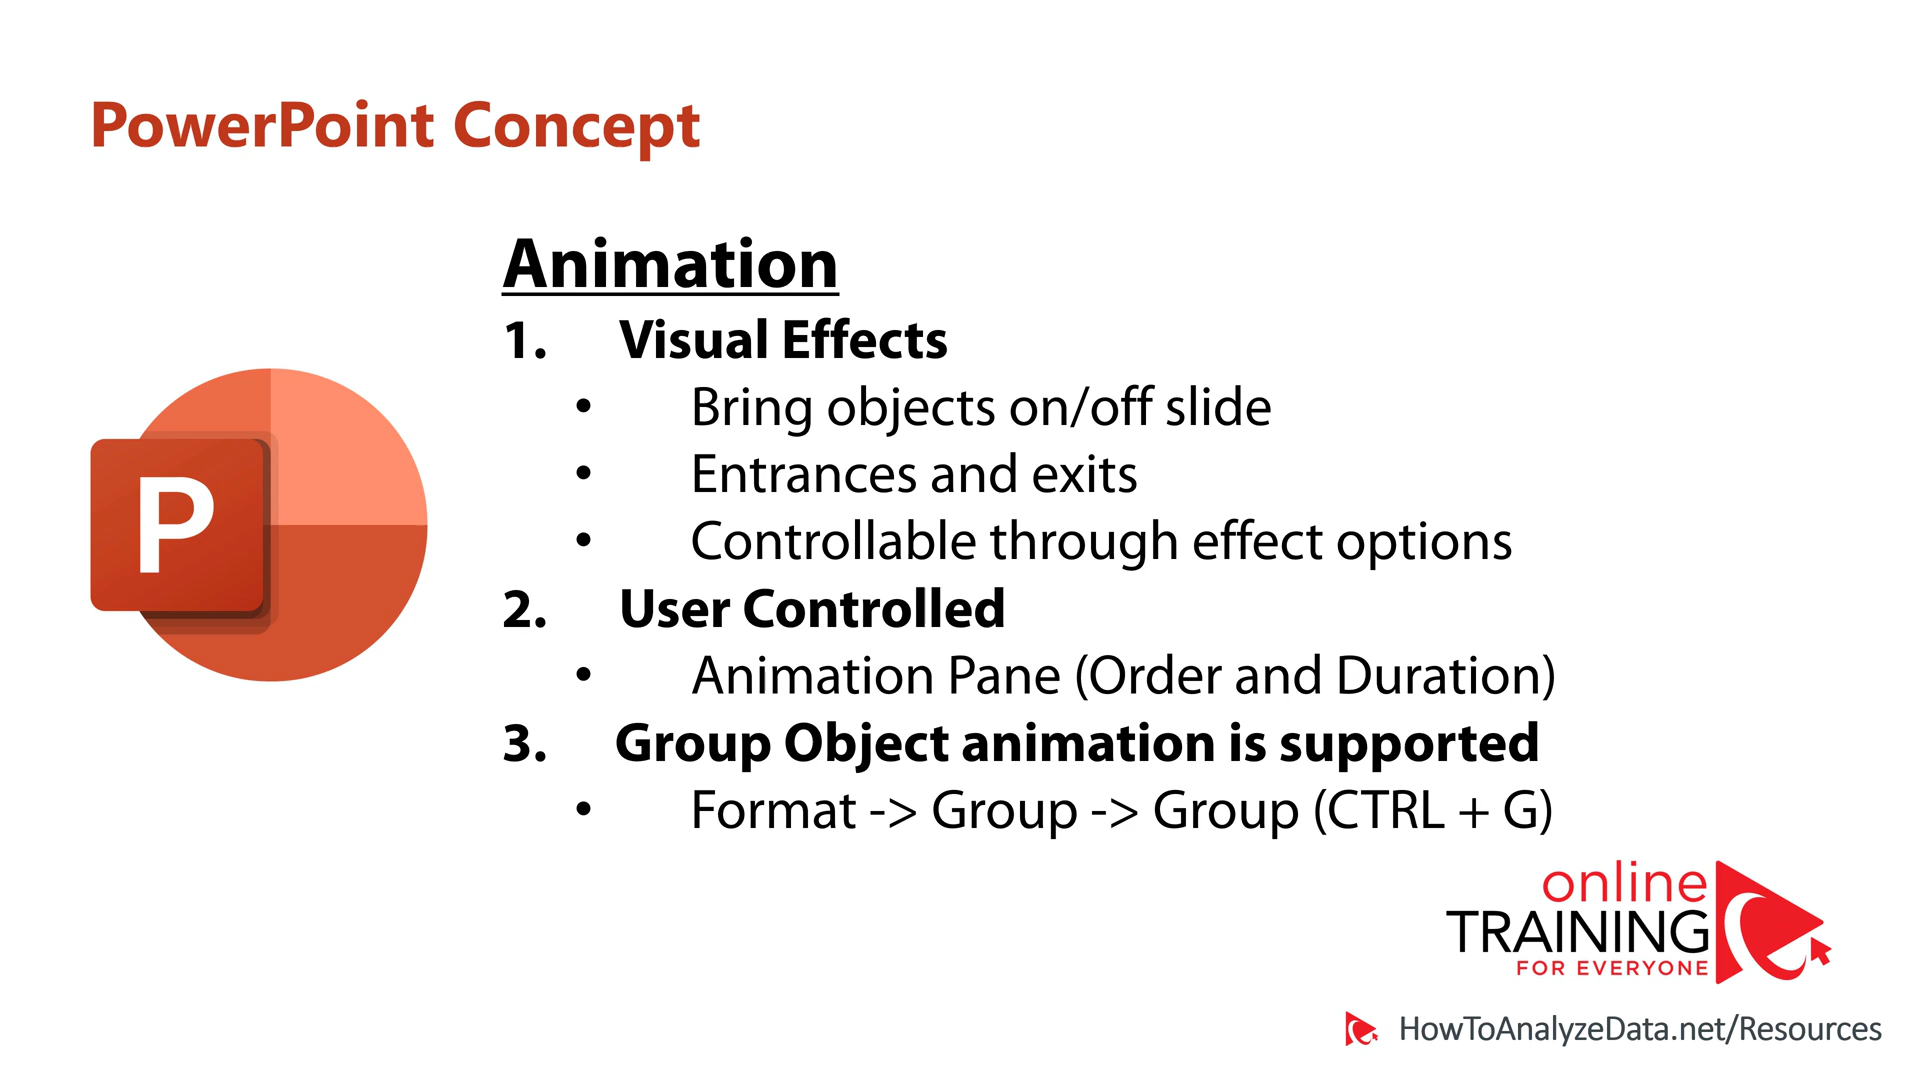 PowerPoint Concept
Animation
1. Visual Effects
• Bring objects on/off slide
• Entrances and exits
• Controllable through effect options
2. User Controlled
• Animation Pane (Order and Duration)
3. Group Object animation is supported
• Format -> Group -> Group (CTRL + G)
P
online
TRAINING
FOR EVERYONE
HowToAnalyzeData.net/Resources